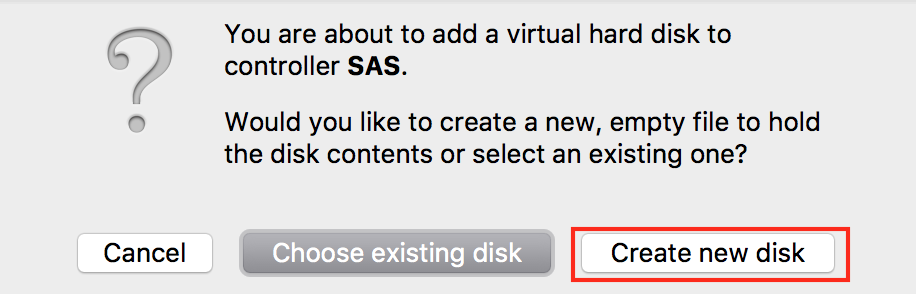 You are about to add a virtual hard disk to
controller SAS.
Would you like to create a new, empty file to hold
the disk contents or select an existing one?
Cancel
Choose existing disk
Create new disk